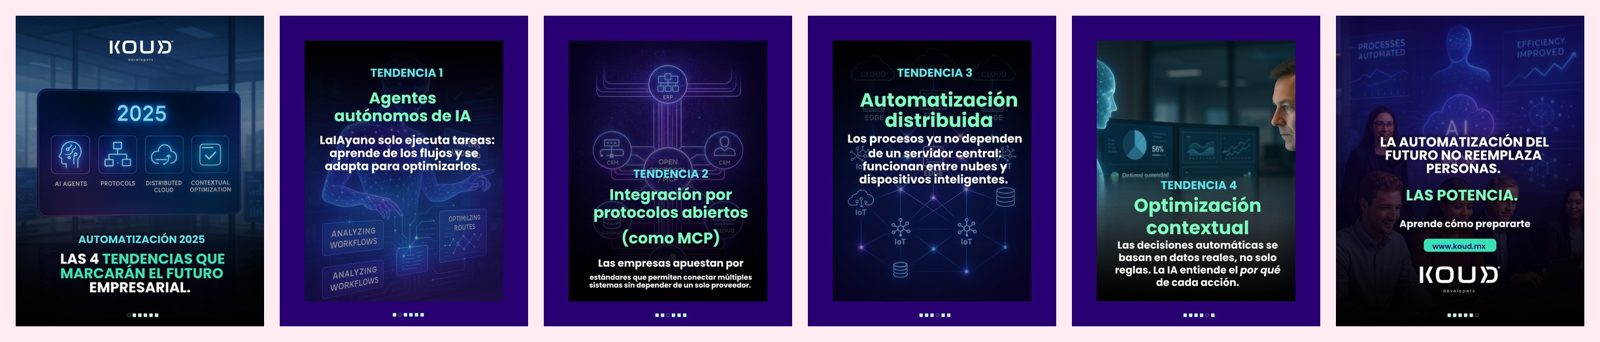 KOUD
developers
2025
AI AGENTS
PROTOCOLS
DISTRIBUTED
CLOUD
CONTEXTUAL
OPTIMIZATION
AUTOMATIZACIÓN 2025
LAS 4 TENDENCIAS QUE
MARCARÁN EL FUTURO
EMPRESARIAL.
TENDENCIA 1
Agentes
autónomos de IA
LaIAyano solo ejecuta tareas:
aprende de los flujos y se
adapta para optimizarlos.
ANALYZING
WORKFLOWS
OPTIMIZLNG
ROUTES
ANALYZING
WORKFLOWS
ERP
CRM
OPEN
CRM
TENDENCIA 2
Integración por
protocolos abiertos
(como MCP)
Las empresas apuestan por
estándares que permiten conectar múltiples
sistemas sin depender de un solo proveedor.
CLOUD
CLOUD
TENDENCIA 3
EDGE
Automatización
distribuida
Los procesos ya no dependen
de un servidor central:
funcionan entre nubes y
dispositivos inteligentes.
IoT
IoT
IoT
56%
TENDENCIA 4
Optimización
contextual
Las decisiones automáticas se
basan en datos reales, no solo
reglas. La IA entiende el por qué
de cada acción.
PROCESSES
AUTOMATED
EFFICIENCY
IMPROVED
AI
LA AUTOMATIZACIÓN DEL
FUTURO NO REEMPLAZA
PERSONAS.
LAS POTENCIA.
Aprende cómo prepararte
www.koud.mx
KOUD
developers